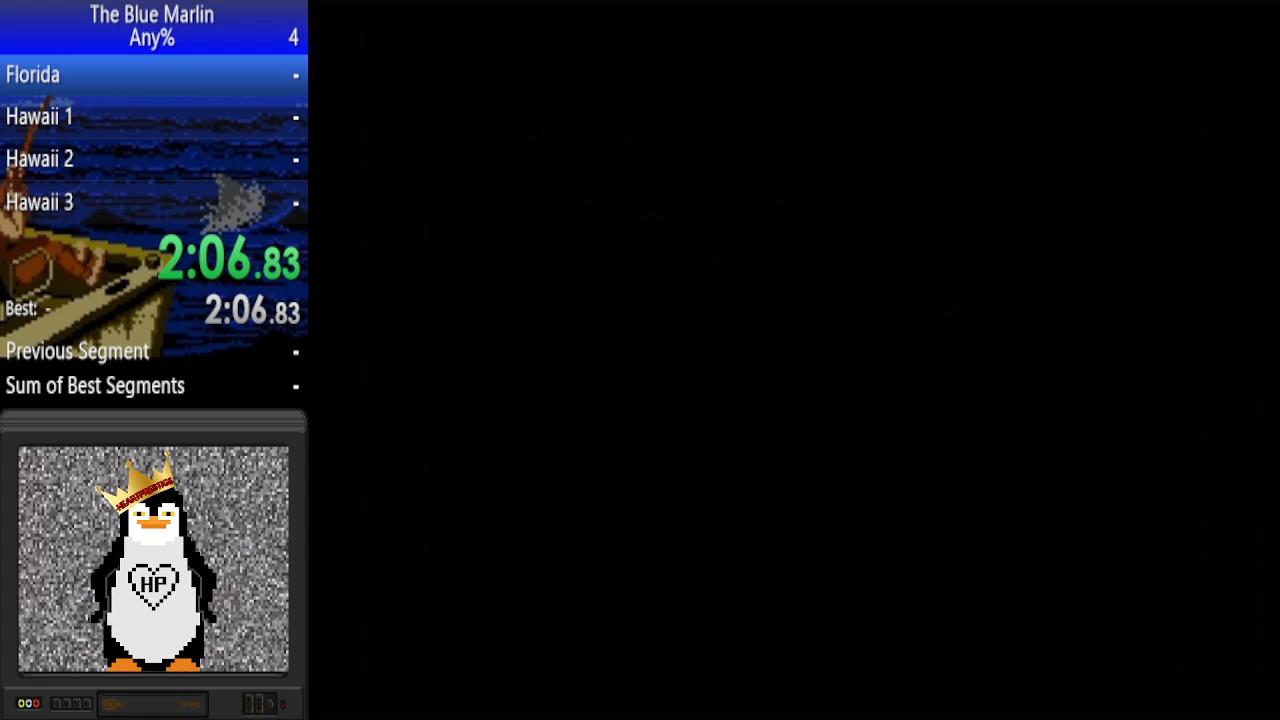 The Blue Marlin
Any% 4
Florida -
Hawaii 1 -
Hawaii 2 -
Hawaii 3 -
2:06.83
Best: - 2:06.83
Previous Segment -
Sum of Best Segments -
HEARTPRESTIGE
HP